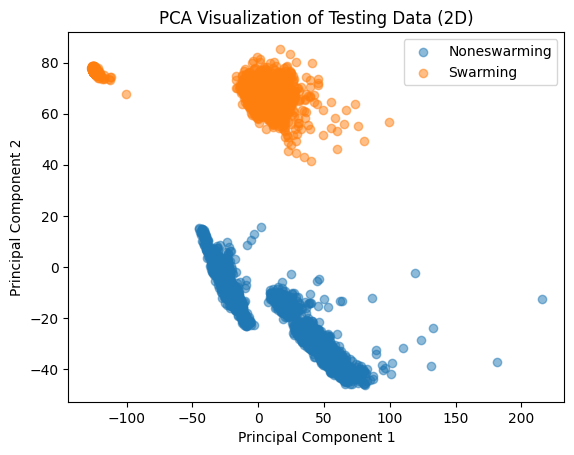 PCA Visualization of Testing Data (2D)
Noneswarming
Swarming
80
60
40
20
0
−20
−40
Principal Component 2
−100
−50
0
50
100
150
200
Principal Component 1